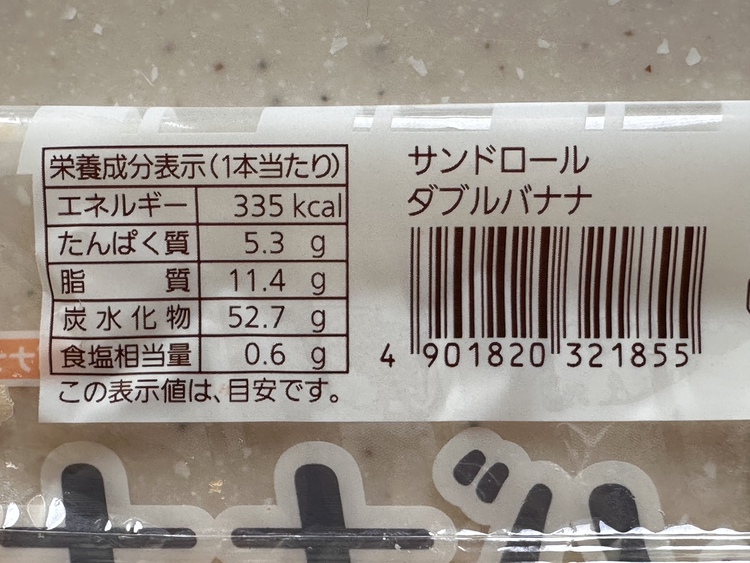 栄養成分表示(1本当たり)
エネルギー 335 kcal
たんぱく質 5.3 g
脂質 11.4 g
炭水化物 52.7 g
食塩相当量 0.6 g
この表示値は、目安です。
サンドロール
ダブルバナナ
4 901820 321855
ナ